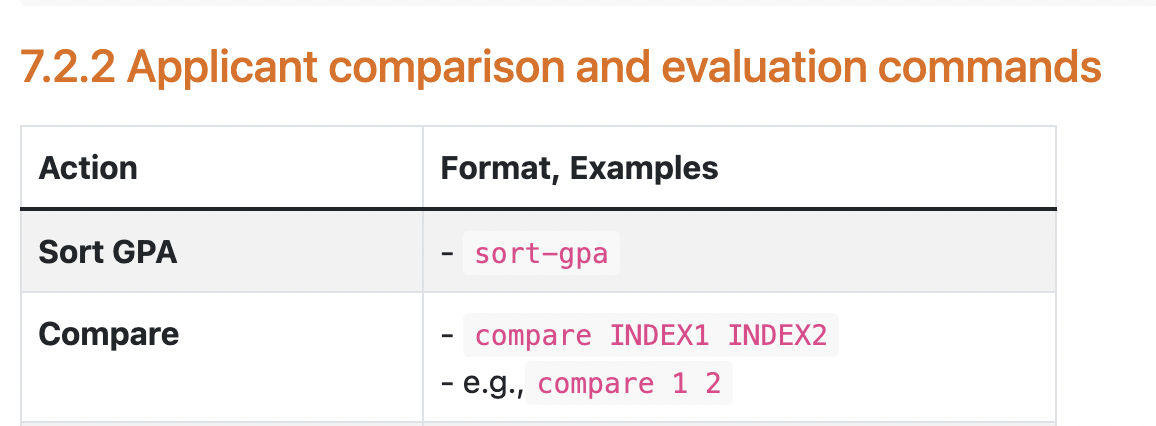 7.2.2 Applicant comparison and evaluation commands
Action Format, Examples
Sort GPA - sort-gpa
Compare - compare INDEX1 INDEX2
- e.g., compare 1 2